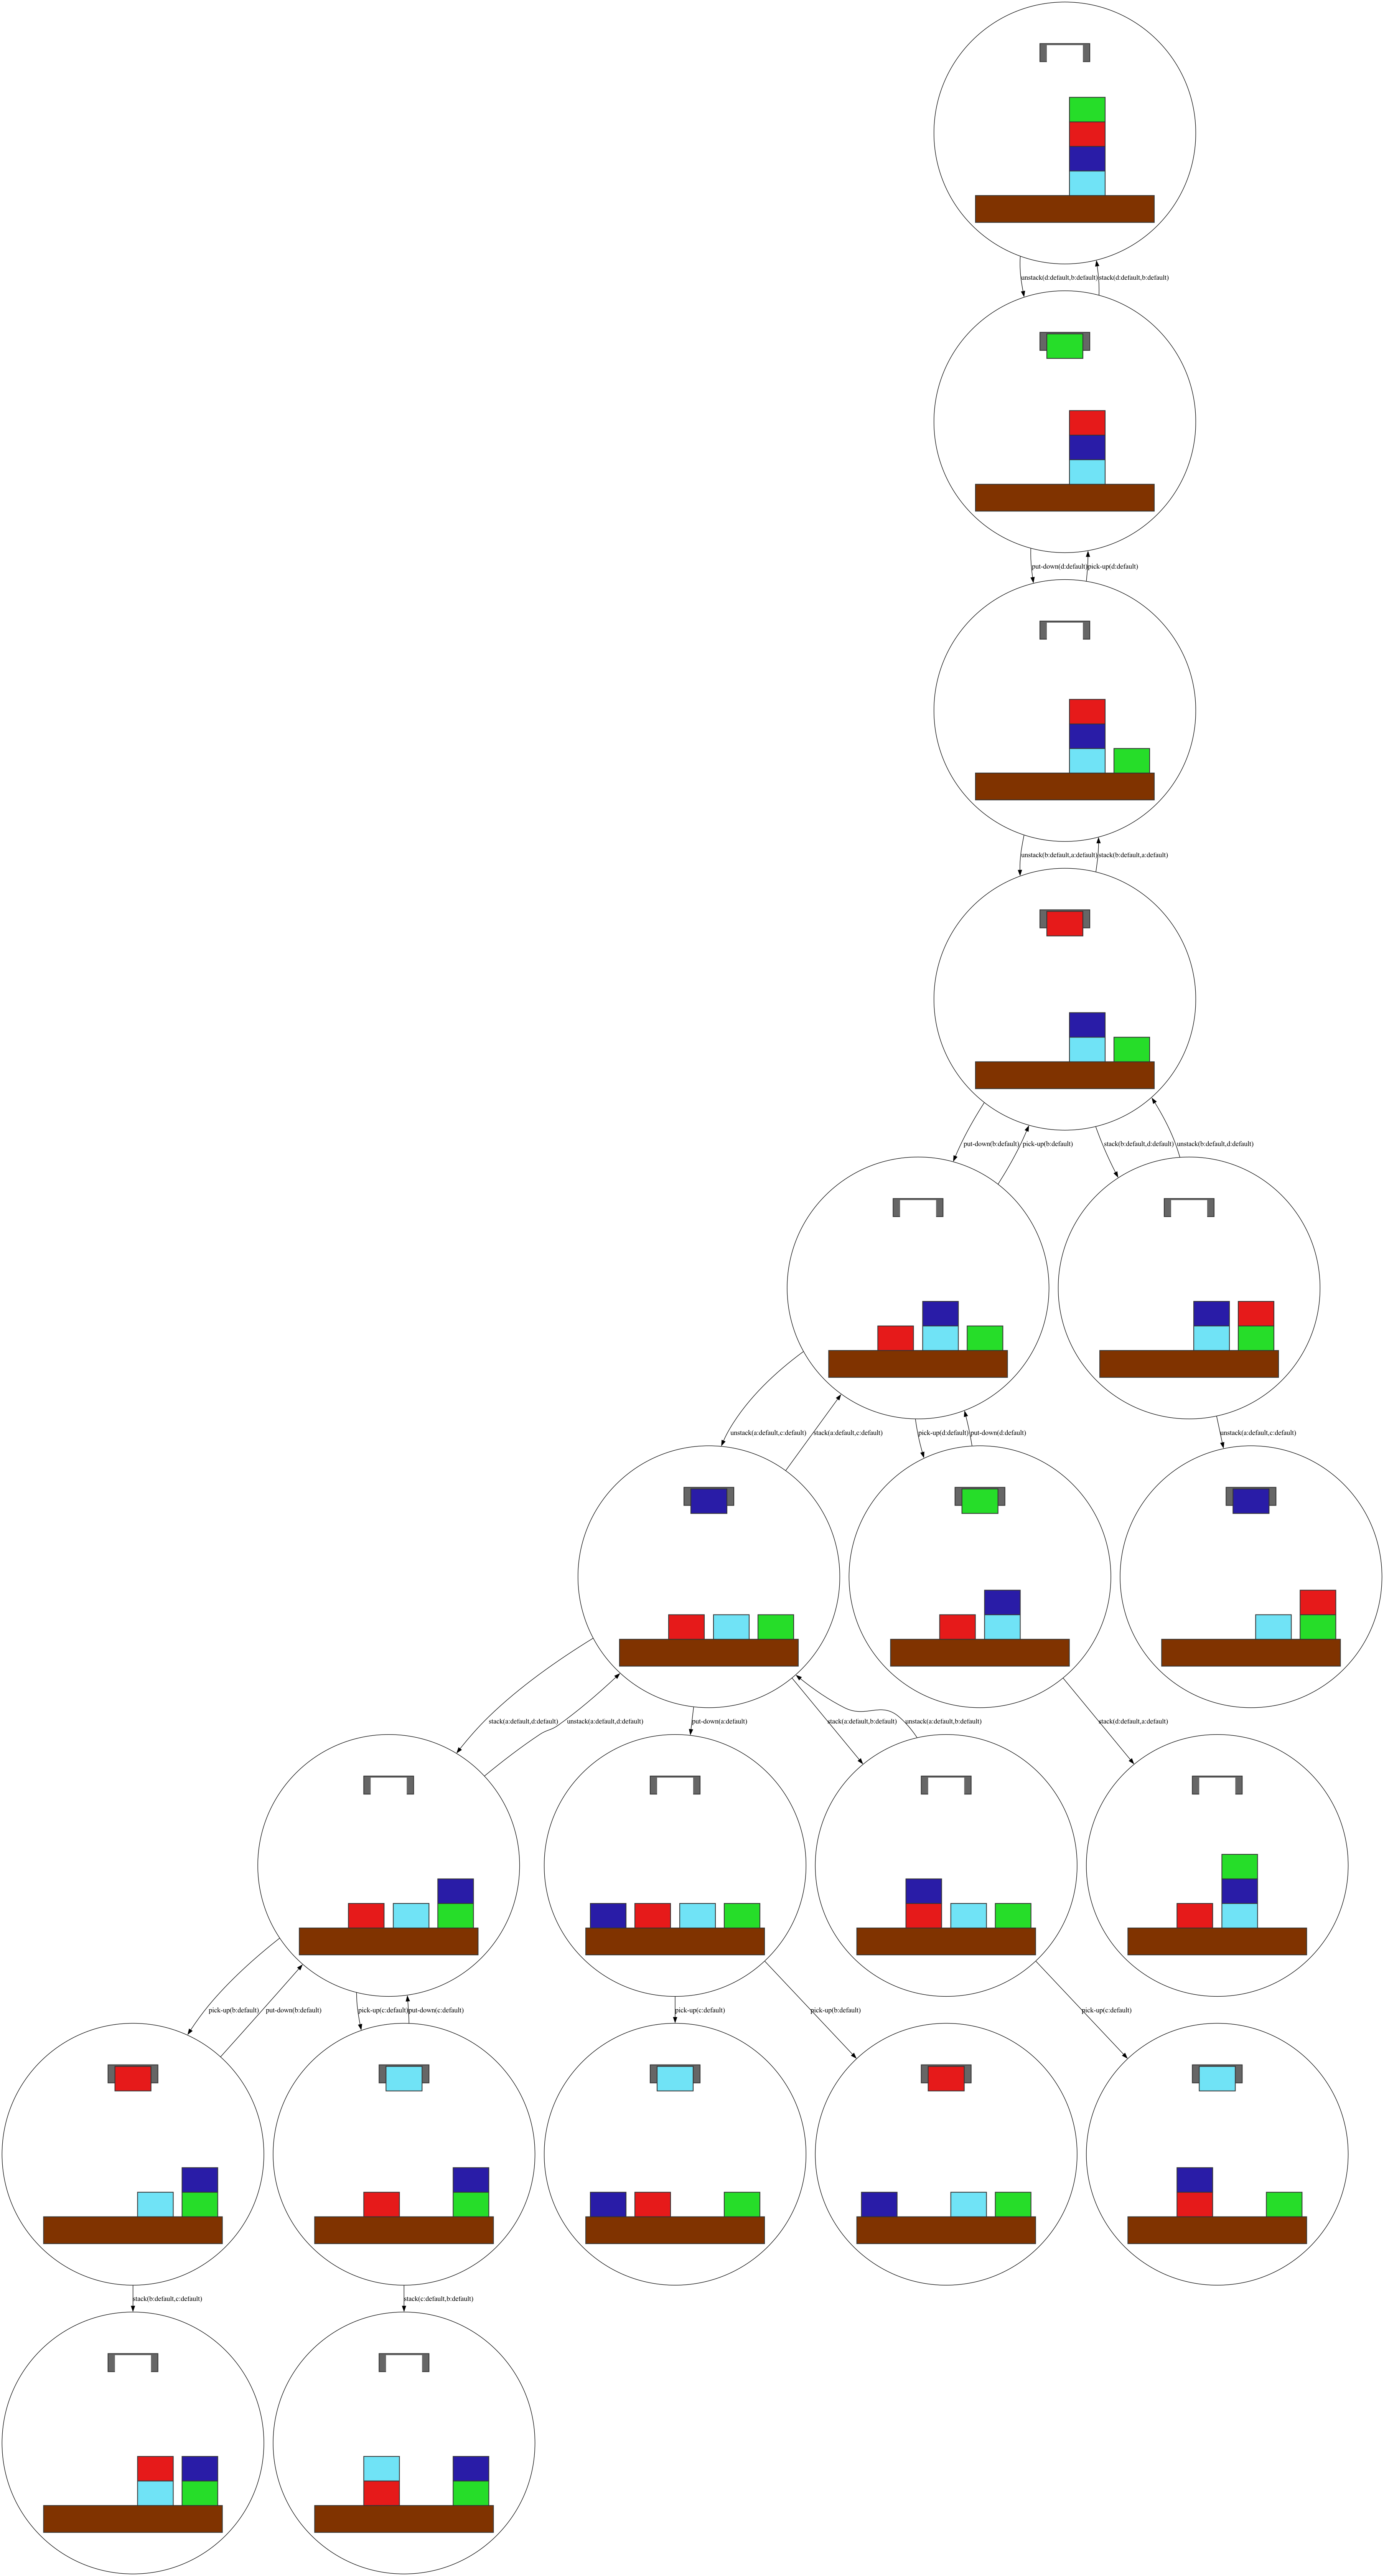 unstack(d:default,b:default)
stack(d:default,b:default)
put-down(d:default)
pick-up(d:default)
unstack(b:default,a:default)
stack(b:default,a:default)
put-down(b:default)
pick-up(b:default)
stack(b:default,d:default)
unstack(b:default,d:default)
unstack(a:default,c:default)
stack(a:default,c:default)
pick-up(d:default)
put-down(d:default)
unstack(a:default,c:default)
stack(a:default,d:default)
unstack(a:default,d:default)
put-down(a:default)
stack(a:default,b:default)
unstack(a:default,b:default)
stack(d:default,a:default)
pick-up(b:default)
put-down(b:default)
pick-up(c:default)
put-down(c:default)
pick-up(c:default)
pick-up(b:default)
pick-up(c:default)
stack(b:default,c:default)
stack(c:default,b:default)